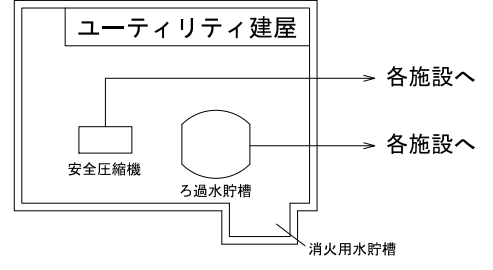 ユーティリティ建屋
各施設へ
各施設へ
安全圧縮機
ろ過水貯槽
消火用水貯槽